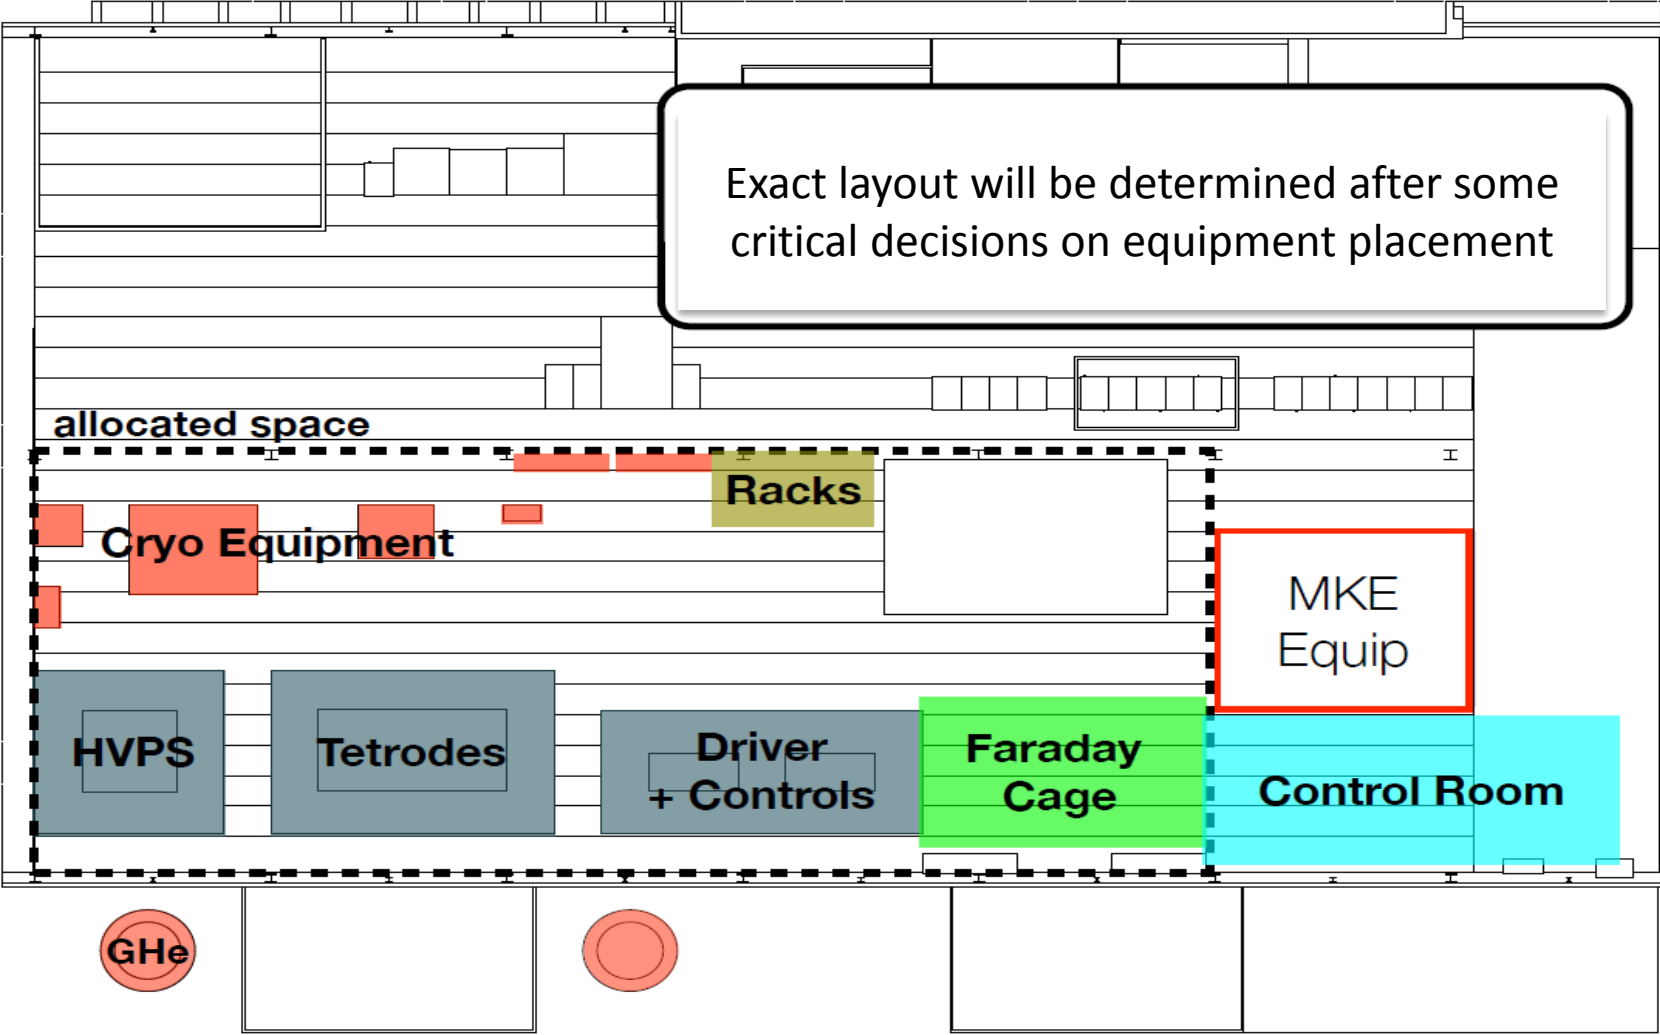 Exact layout will be determined after some
critical decisions on equipment placement
allocated space
Racks
Cryo Equipment
MKE
Equip
HVPS
Tetrodes
Driver
+ Controls
Faraday
Cage
Control Room
GHe